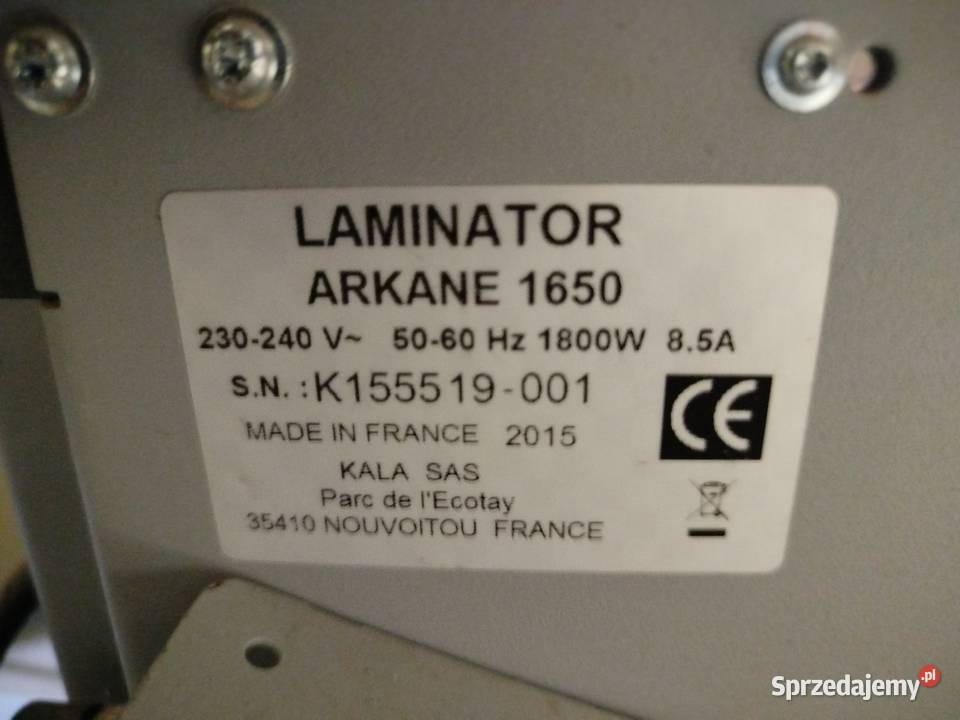 LAMINATOR
ARKANE 1650
230-240 V~ 50-60 Hz 1800W 8.5A
S.N. : K155519-001
MADE IN FRANCE 2015
KALA SAS
Parc de l'Ecotay
35410 NOUVOITOU FRANCE
CE
Sprzedajemy.pl